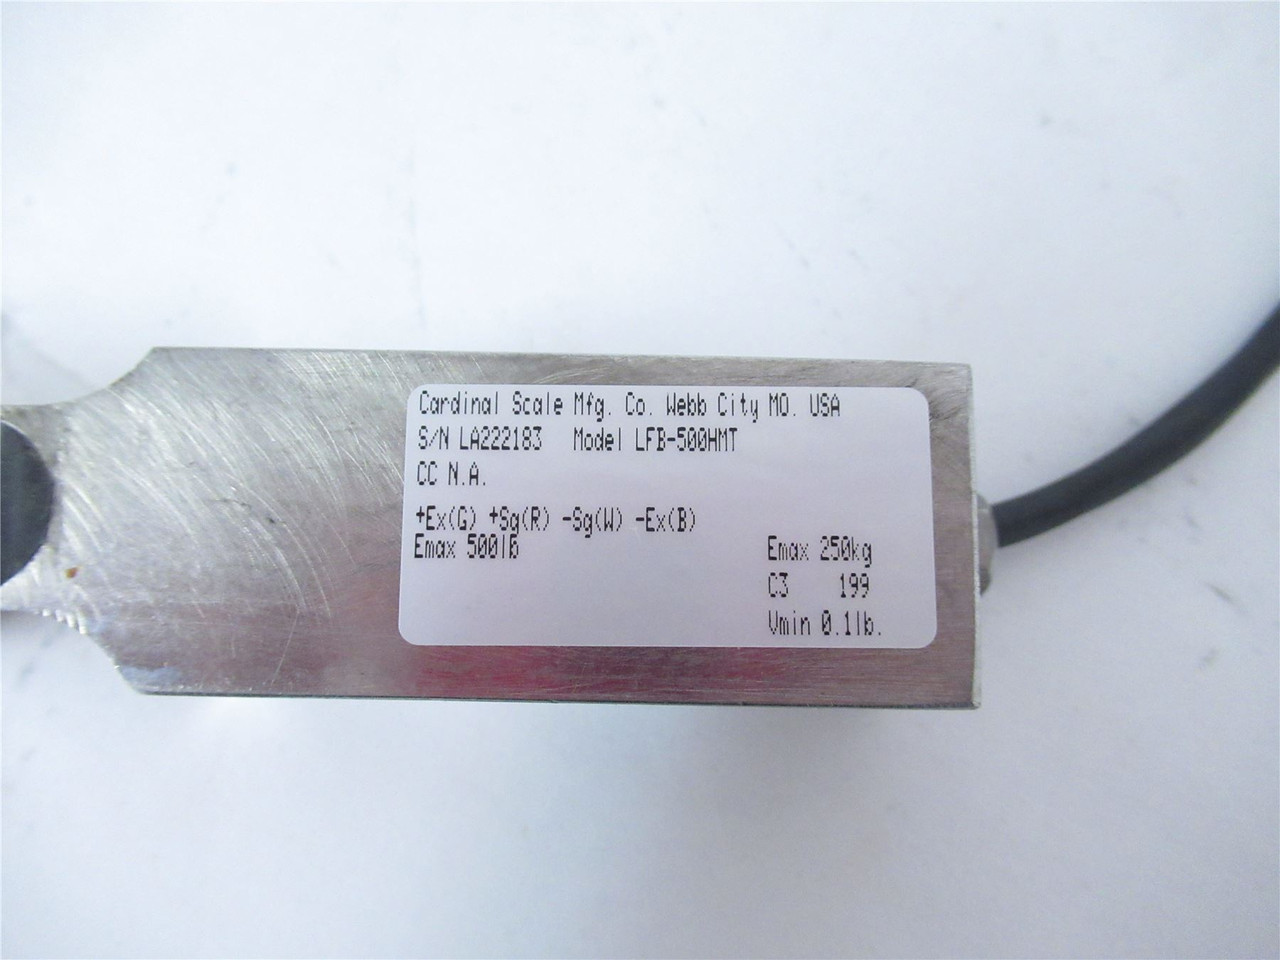 Cardinal Scale Mfg. Co. Webb City MO. USA
S/N LA222183 Model LFB-500HMT
CC N.A.
+Ex(G) +Sg(R) -Sg(W) -Ex(B)
Emax 500lb Emax 250kg
C3 199
Vmin 0.1lb.